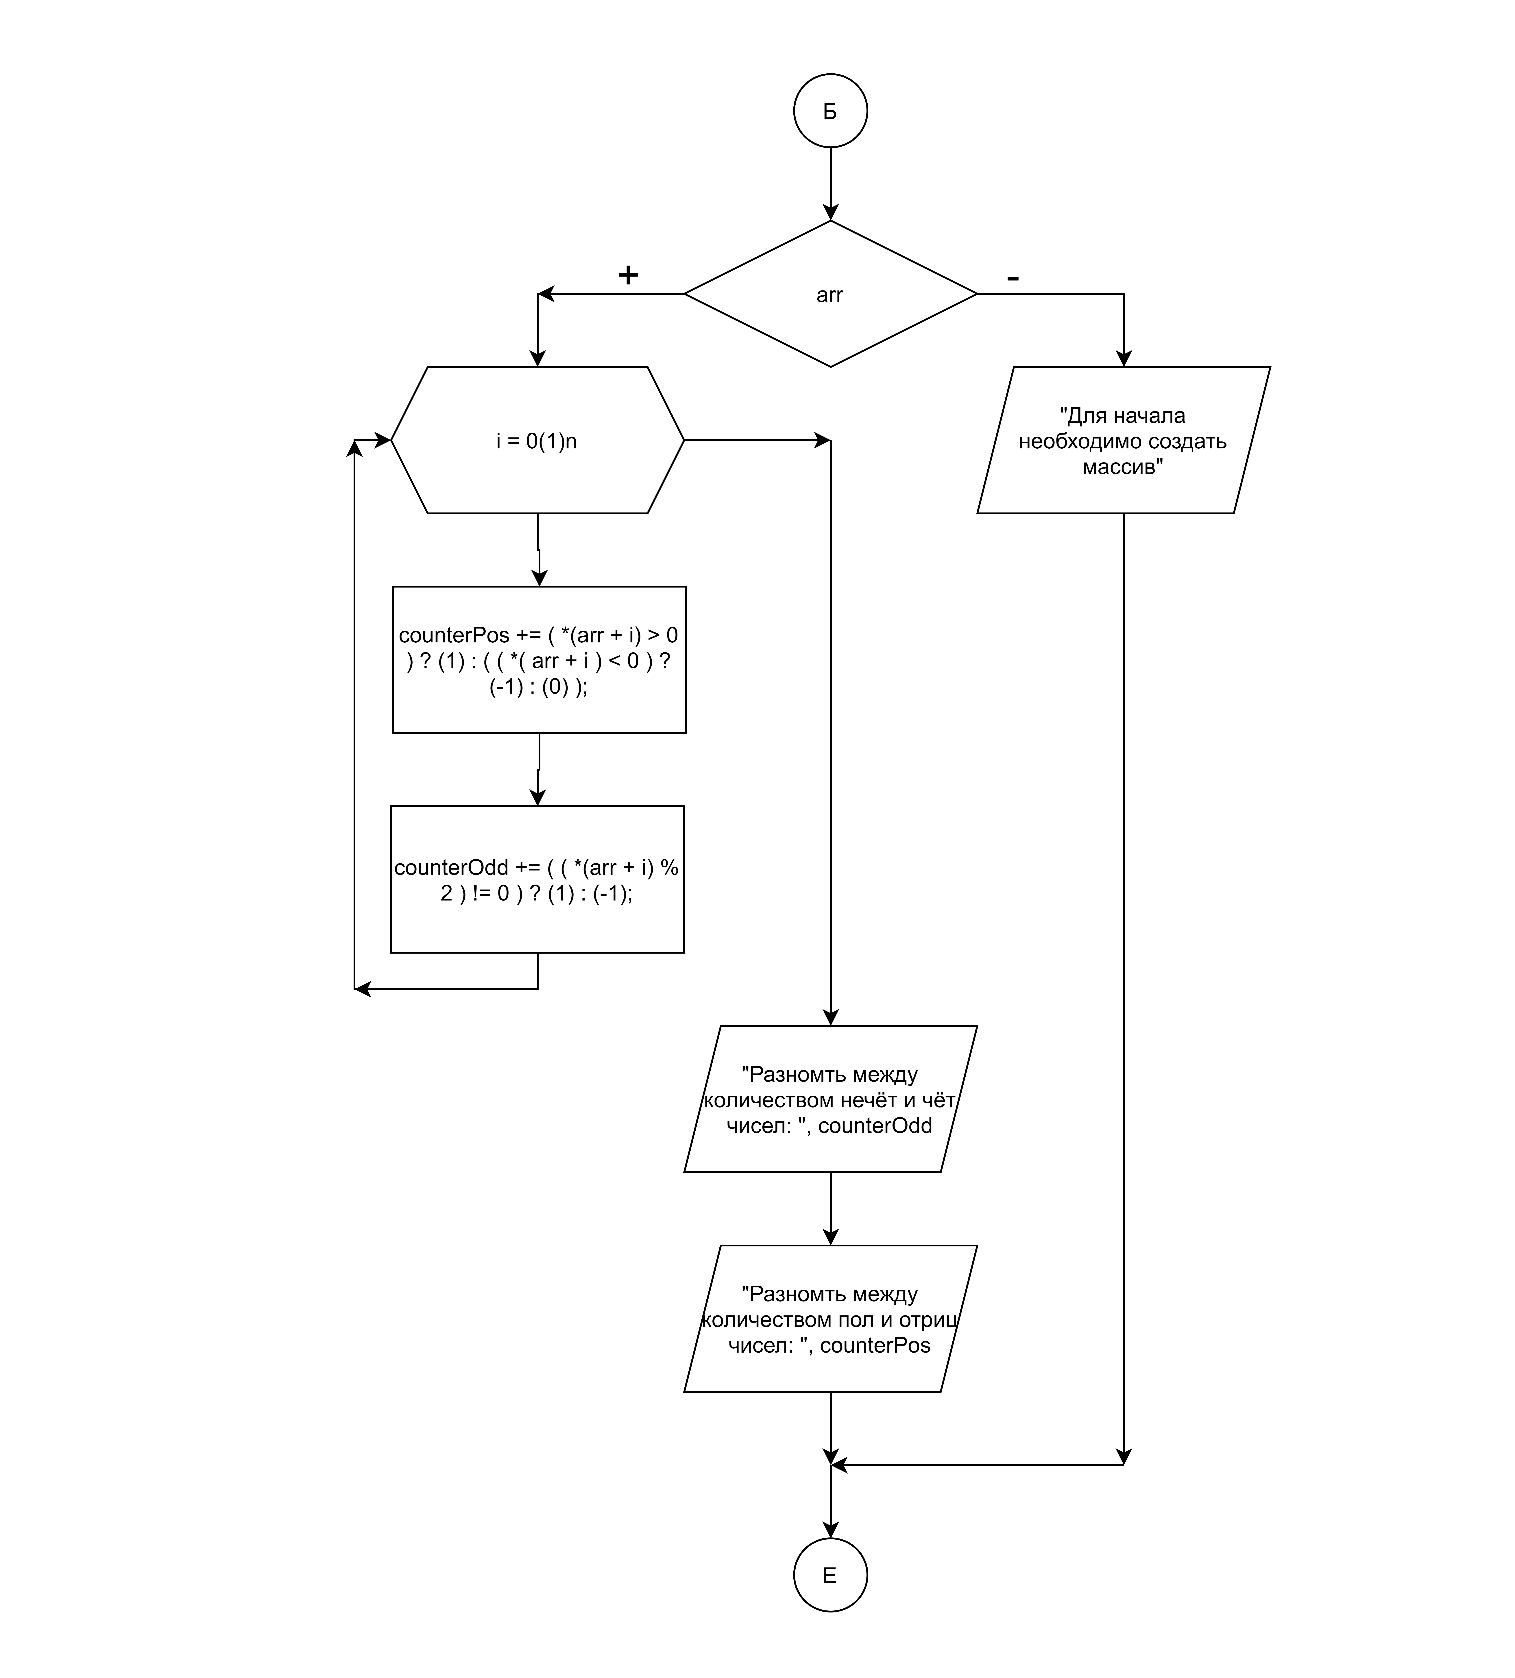 Б
arr
+
-
i = 0(1)n
"Для начала
необходимо создать
массив"
counterPos += ( *(arr + i) > 0
) ? (1) : ( ( *( arr + i ) < 0 ) ?
(-1) : (0) );
counterOdd += ( ( *(arr + i) %
2 ) != 0 ) ? (1) : (-1);
"Разномть между
количеством нечёт и чёт
чисел: ", counterOdd
"Разномть между
количеством пол и отриц
чисел: ", counterPos
Е